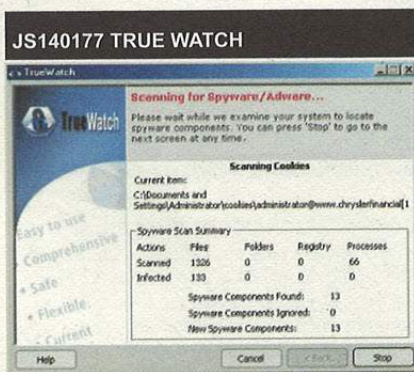 JS140177 TRUE WATCH
TrueWatch
TrueWatch
Scanning for Spyware/Adware...
Please wait while we examine your system to locate
spyware components. You can press 'Stop' to go to the
next screen at any time.
Scanning Cookies
Current item:
C:\Documents and
Settings\Administrator\cookies\administrator@www.chryslerfinancial[1
Spyware Scan Summary
Actions Files Folders Registry Processes
Scanned 1326 0 0 66
Infected 133 0 0 0
Spyware Components Found: 13
Spyware Components Ignored: 0
New Spyware Components: 13
Easy to use
• Comprehensive
• Safe
• Flexible
• Current
Help Cancel < Back Stop